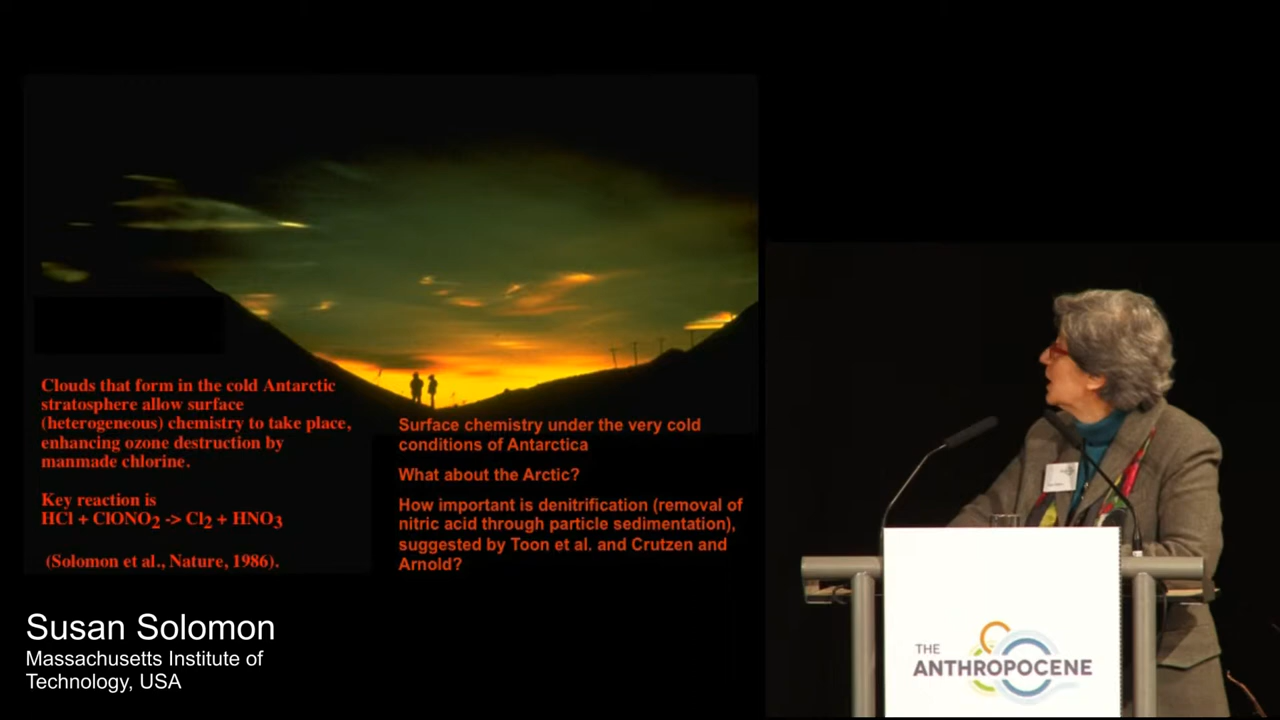 Clouds that form in the cold Antarctic
stratosphere allow surface
(heterogeneous) chemistry to take place,
enhancing ozone destruction by
manmade chlorine.
Key reaction is
HCl + ClONO2 -> Cl2 + HNO3
(Solomon et al., Nature, 1986).
Surface chemistry under the very cold
conditions of Antarctica
What about the Arctic?
How important is denitrification (removal of
nitric acid through particle sedimentation),
suggested by Toon et al. and Crutzen and
Arnold?
Susan Solomon
Massachusetts Institute of
Technology, USA
THE
ANTHROPOCENE